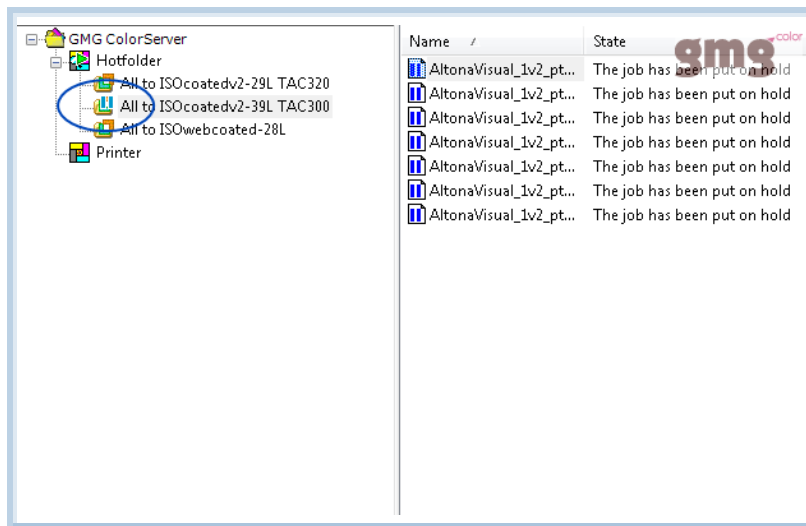 GMG ColorServer
Hotfolder
All to ISOcoatedv2-29L TAC320
All to ISOcoatedv2-39L TAC300
All to ISOwebcoated-28L
Printer
Name State
gmg color
AltonaVisual_1v2_pt... The job has been put on hold
AltonaVisual_1v2_pt... The job has been put on hold
AltonaVisual_1v2_pt... The job has been put on hold
AltonaVisual_1v2_pt... The job has been put on hold
AltonaVisual_1v2_pt... The job has been put on hold
AltonaVisual_1v2_pt... The job has been put on hold
AltonaVisual_1v2_pt... The job has been put on hold